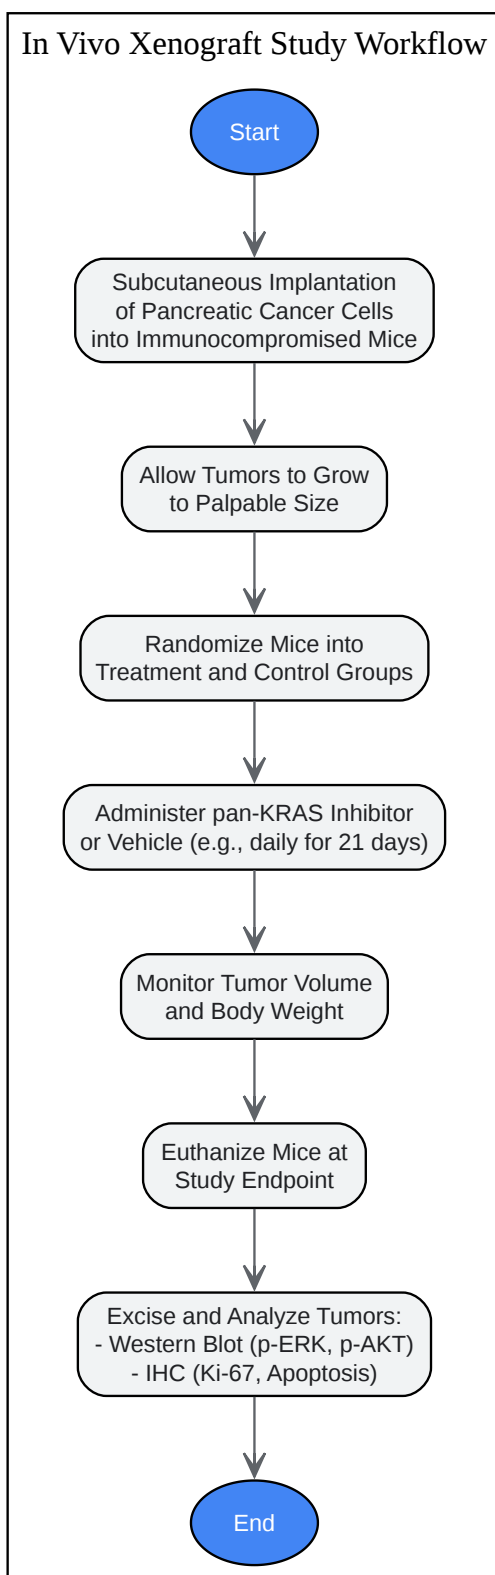 In Vivo Xenograft Study Workflow
Start
Subcutaneous Implantation
of Pancreatic Cancer Cells
into Immunocompromised Mice
Allow Tumors to Grow
to Palpable Size
Randomize Mice into
Treatment and Control Groups
Administer pan-KRAS Inhibitor
or Vehicle (e.g., daily for 21 days)
Monitor Tumor Volume
and Body Weight
Euthanize Mice at
Study Endpoint
Excise and Analyze Tumors:
- Western Blot (p-ERK, p-AKT)
- IHC (Ki-67, Apoptosis)
End